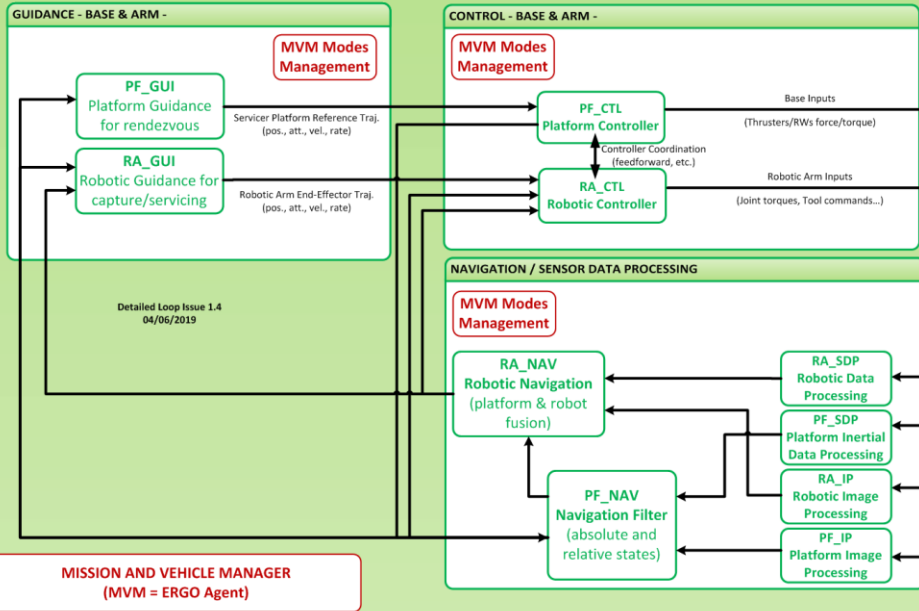 GUIDANCE - BASE & ARM -
MVM Modes
Management
PF_GUI
Platform Guidance
for rendezvous
Servicer Platform Reference Traj.
(pos., att., vel., rate)
RA_GUI
Robotic Guidance for
capture/servicing
Robotic Arm End-Effector Traj.
(pos., att., vel., rate)
CONTROL - BASE & ARM -
MVM Modes
Management
PF_CTL
Platform Controller
Base Inputs
(Thrusters/RWs force/torque)
Controller Coordination
(feedforward, etc.)
RA_CTL
Robotic Controller
Robotic Arm Inputs
(Joint torques, Tool commands...)
Detailed Loop Issue 1.4
04/06/2019
NAVIGATION / SENSOR DATA PROCESSING
MVM Modes
Management
RA_NAV
Robotic Navigation
(platform & robot
fusion)
PF_NAV
Navigation Filter
(absolute and
relative states)
RA_SDP
Robotic Data
Processing
PF_SDP
Platform Inertial
Data Processing
RA_IP
Robotic Image
Processing
PF_IP
Platform Image
Processing
MISSION AND VEHICLE MANAGER
(MVM = ERGO Agent)